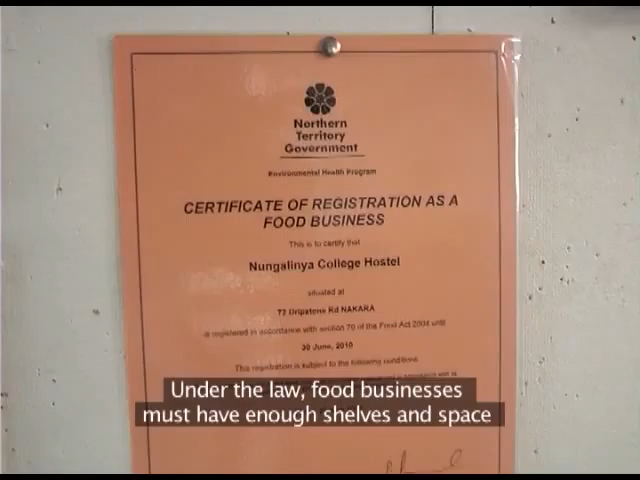 Northern
Territory
Government
Environmental Health Program
CERTIFICATE OF REGISTRATION AS A
FOOD BUSINESS
This is to certify that
Nungalinya College Hostel
situated at
72 Dripstone Rd NAKARA
is registered in accordance with section 70 of the Food Act 2004 until
30 June, 2010
This registration is subject to the following conditions
Under the law, food businesses
must have enough shelves and space